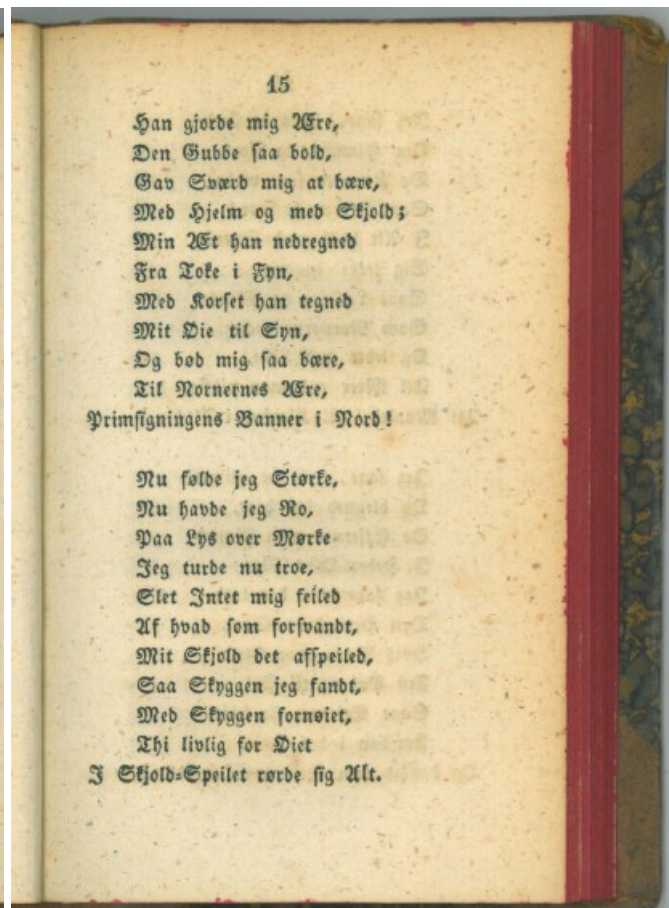 15
Han gjorde mig Ære,
Den Gubbe saa bold,
Gav Sværd mig at bære,
Med Hjelm og med Skjold;
Min Æt han nedregned
Fra Toke i Fyn,
Med Korset han tegned
Mit Øie til Syn,
Og bød mig saa bære,
Til Nornernes Ære,
Primsigningens Banner i Nord!
Nu følde jeg Størke,
Nu havde jeg Ro,
Paa Lys over Mørke
Jeg turde nu troe,
Slet Intet mig feiled
Af hvad som forsvandt,
Mit Skjold det afspeiled,
Saa Skyggen jeg fandt,
Med Skyggen fornøiet,
Thi livlig for Øiet
I Skjold-Speilet rørde sig Alt.